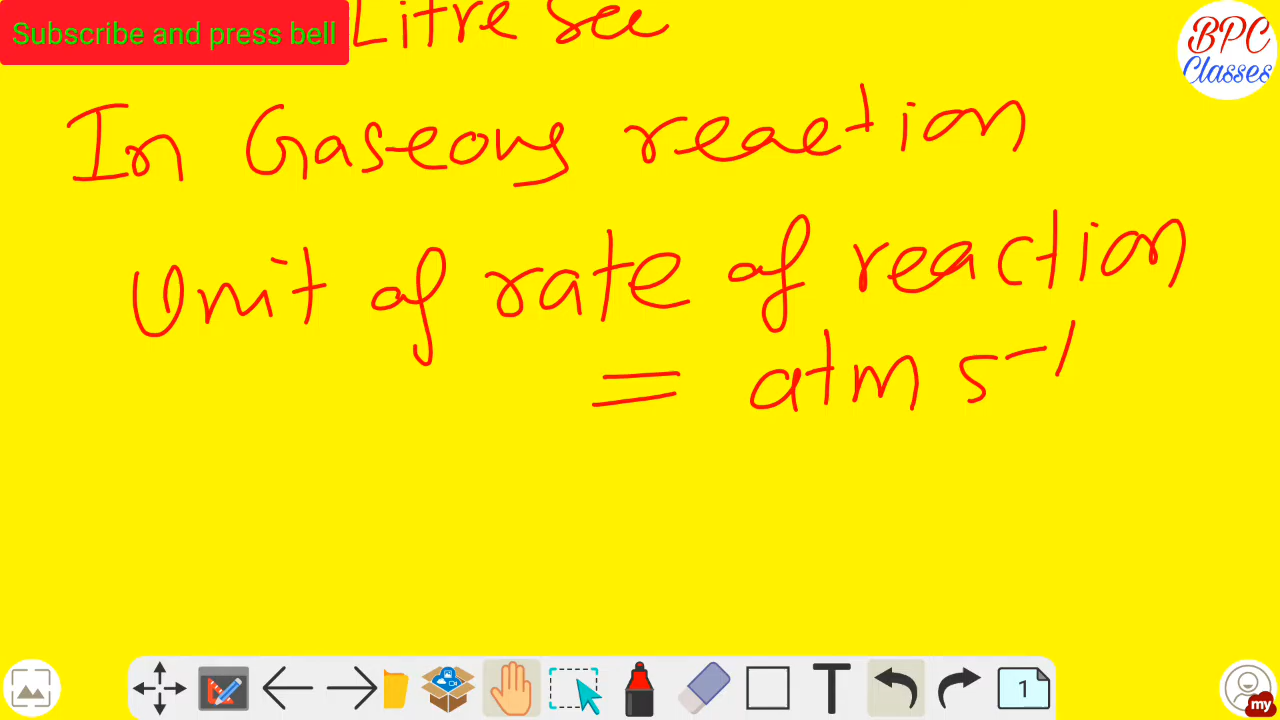 Subscribe and press bell
Litre Sec
BPC
Classes
In Gaseous reaction
Unit of rate of reaction
= atm s⁻¹
T
1
my